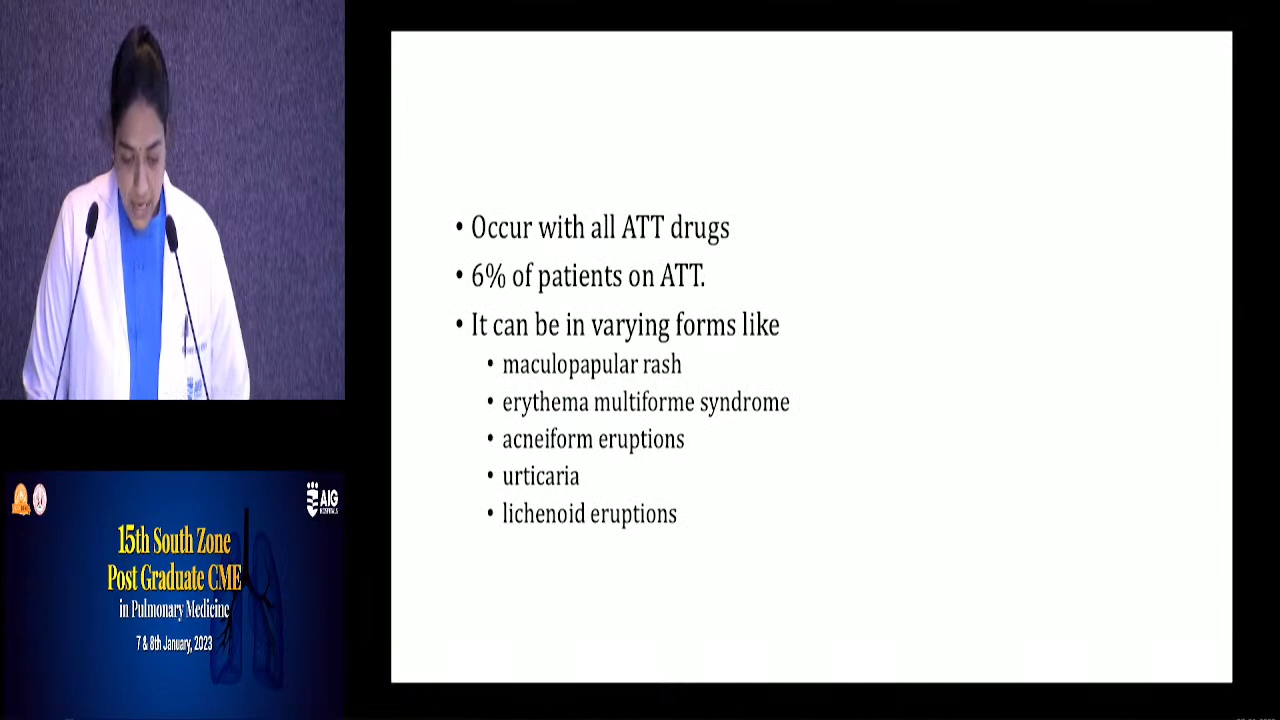 • Occur with all ATT drugs
• 6% of patients on ATT.
• It can be in varying forms like
• maculopapular rash
• erythema multiforme syndrome
• acneiform eruptions
• urticaria
• lichenoid eruptions
AIG
HOSPITALS
15th South Zone
Post Graduate CME
in Pulmonary Medicine
7 & 8th January, 2023